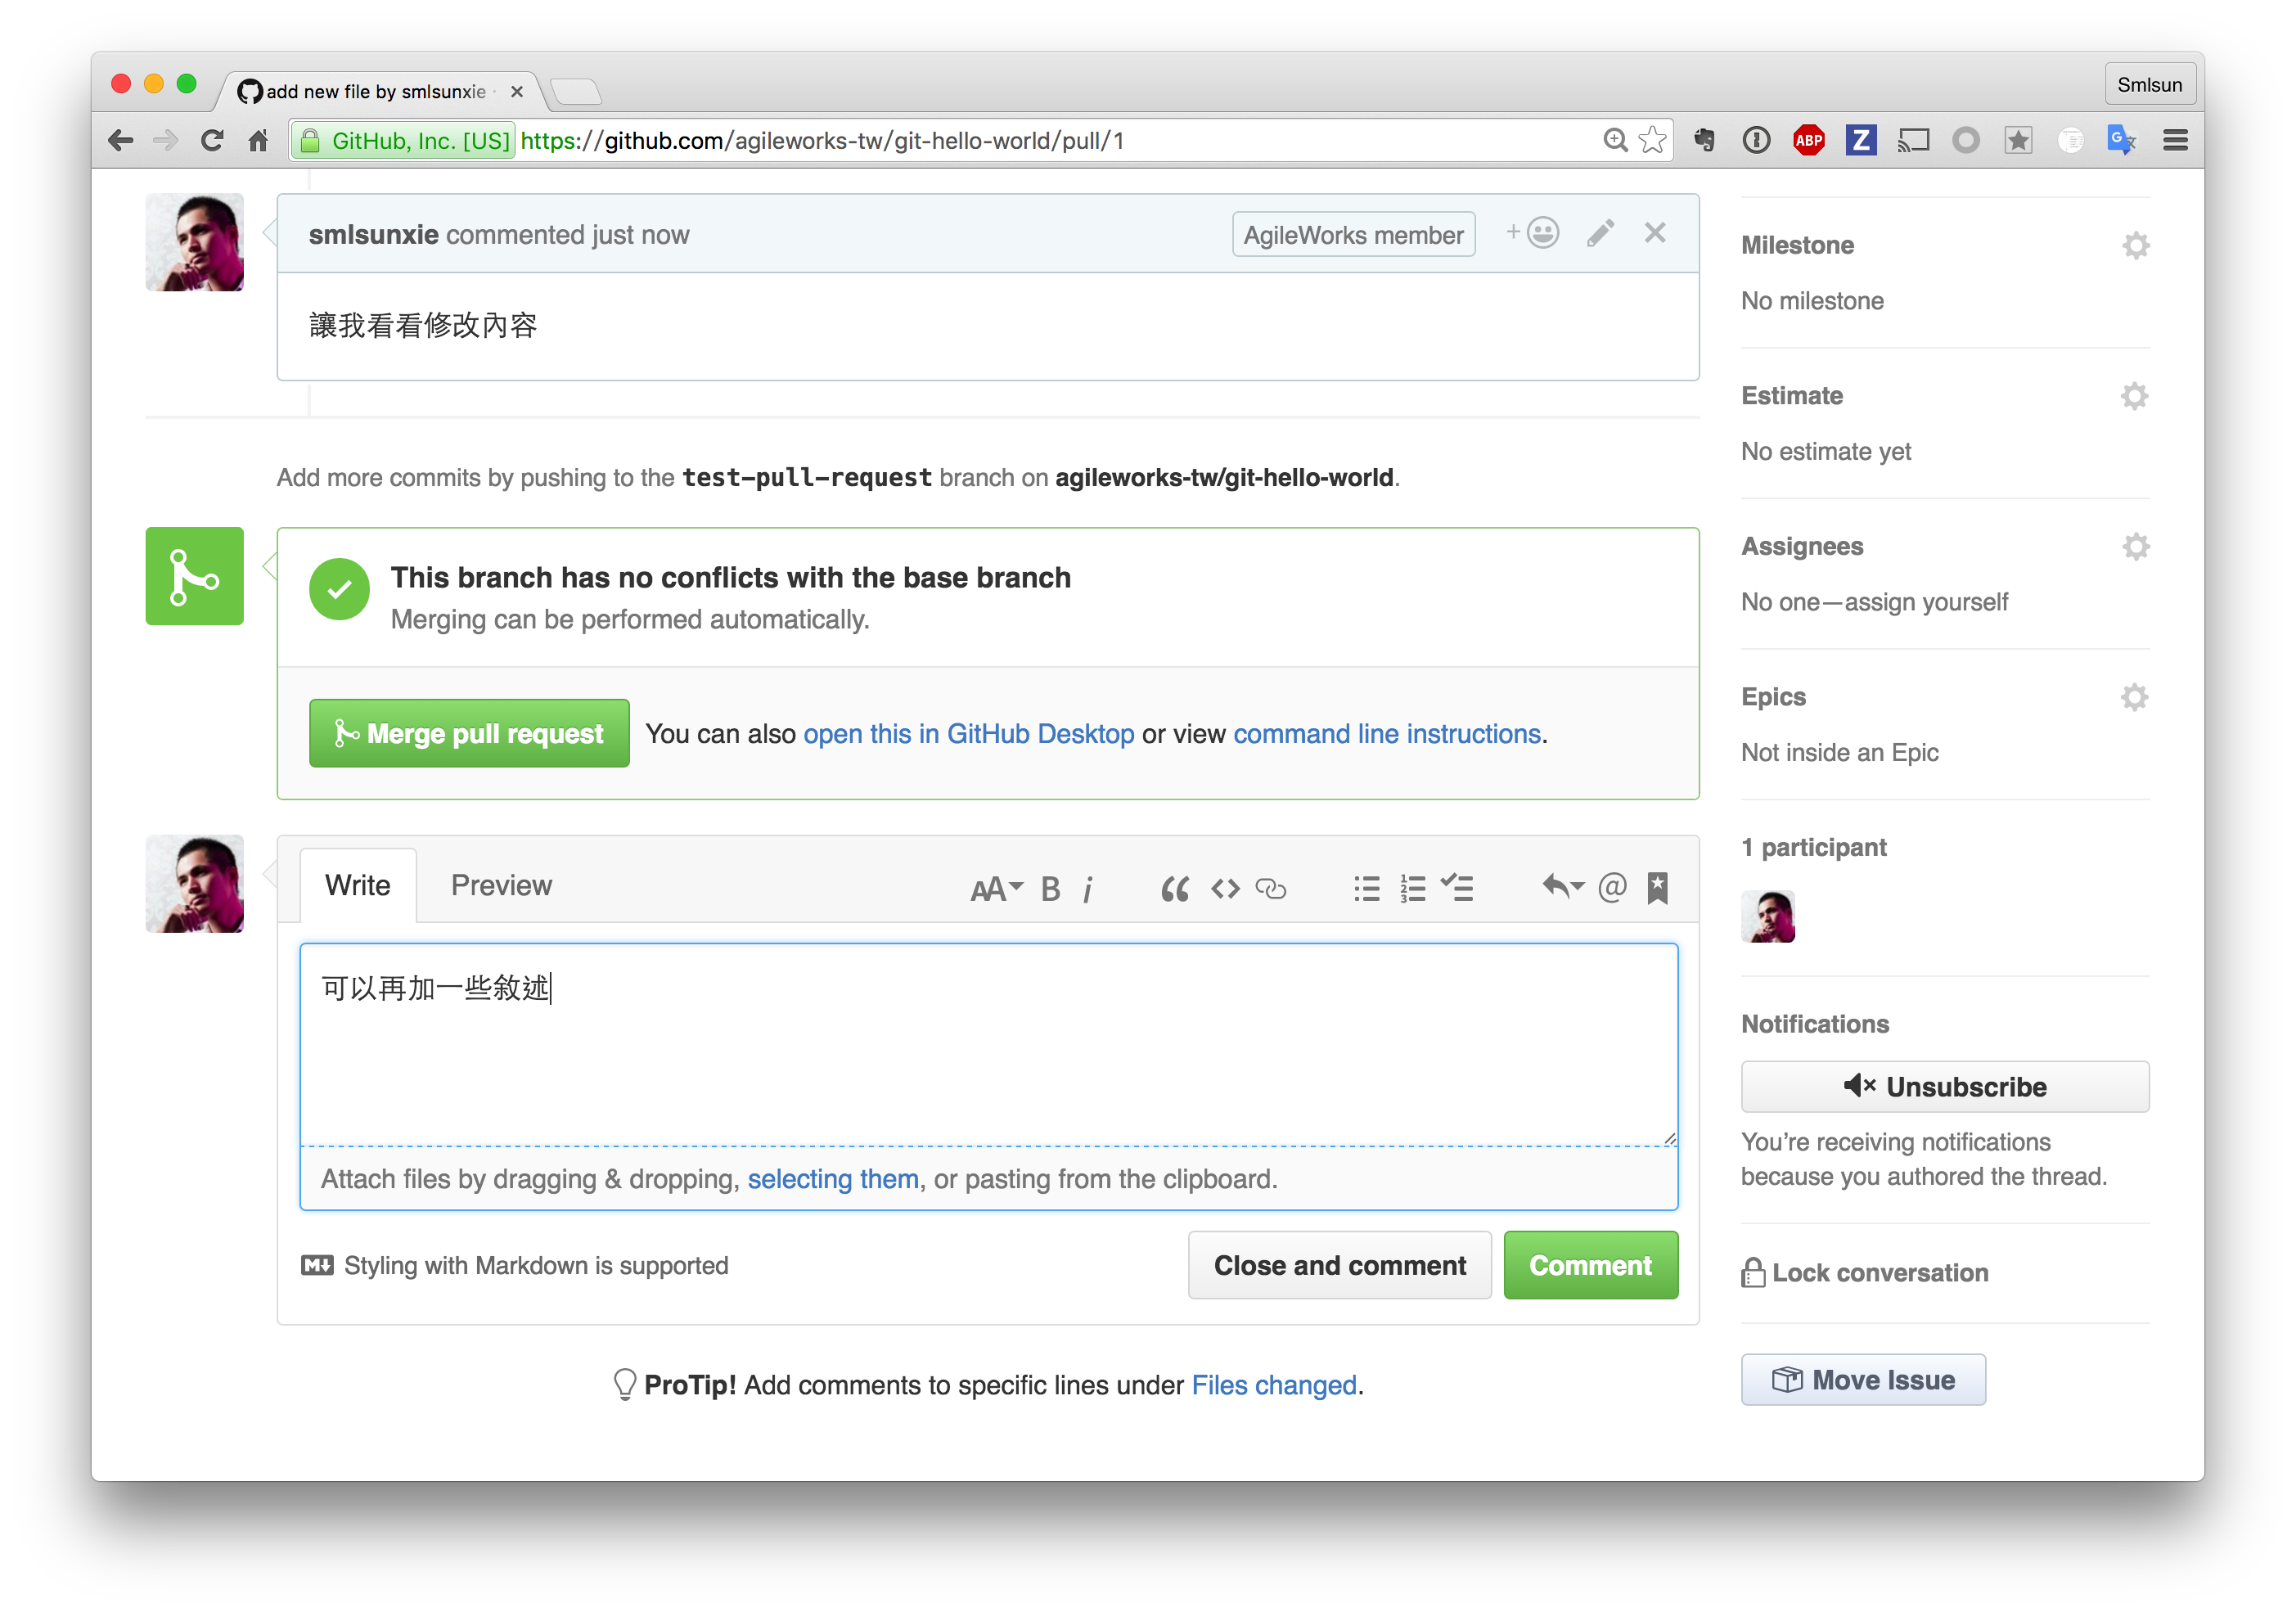 add new file by smlsunxie ·
Smlsun
GitHub, Inc. [US] https://github.com/agileworks-tw/git-hello-world/pull/1
ABP
Z
smlsunxie commented just now
AgileWorks member
讓我看看修改內容
Add more commits by pushing to the test-pull-request branch on agileworks-tw/git-hello-world.
This branch has no conflicts with the base branch
Merging can be performed automatically.
Merge pull request
You can also open this in GitHub Desktop or view command line instructions.
Write
Preview
AA
B
i
可以再加一些敘述
Attach files by dragging & dropping, selecting them, or pasting from the clipboard.
Styling with Markdown is supported
Close and comment
Comment
ProTip! Add comments to specific lines under Files changed.
Milestone
No milestone
Estimate
No estimate yet
Assignees
No one—assign yourself
Epics
Not inside an Epic
1 participant
Notifications
Unsubscribe
You’re receiving notifications
because you authored the thread.
Lock conversation
Move Issue